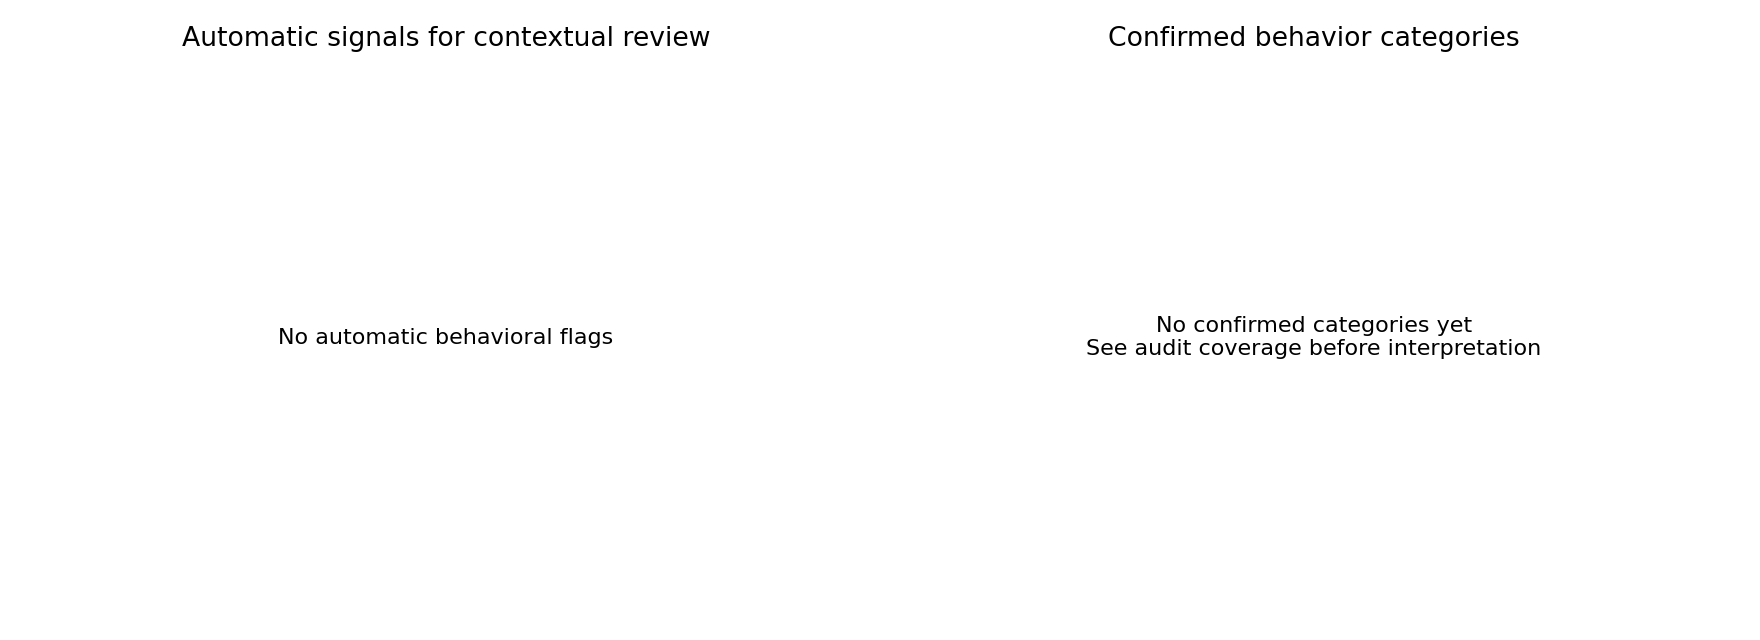 Automatic signals for contextual review
Confirmed behavior categories
No automatic behavioral flags
No confirmed categories yet
See audit coverage before interpretation